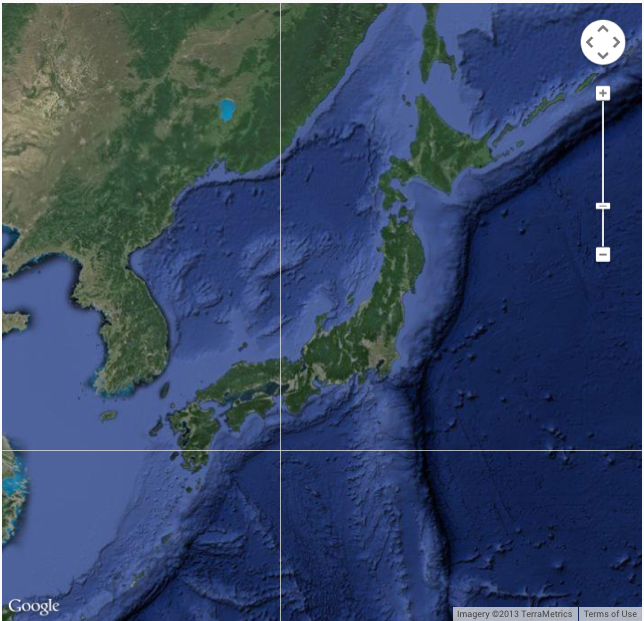 +
−
Google
Imagery ©2013 TerraMetrics
Terms of Use